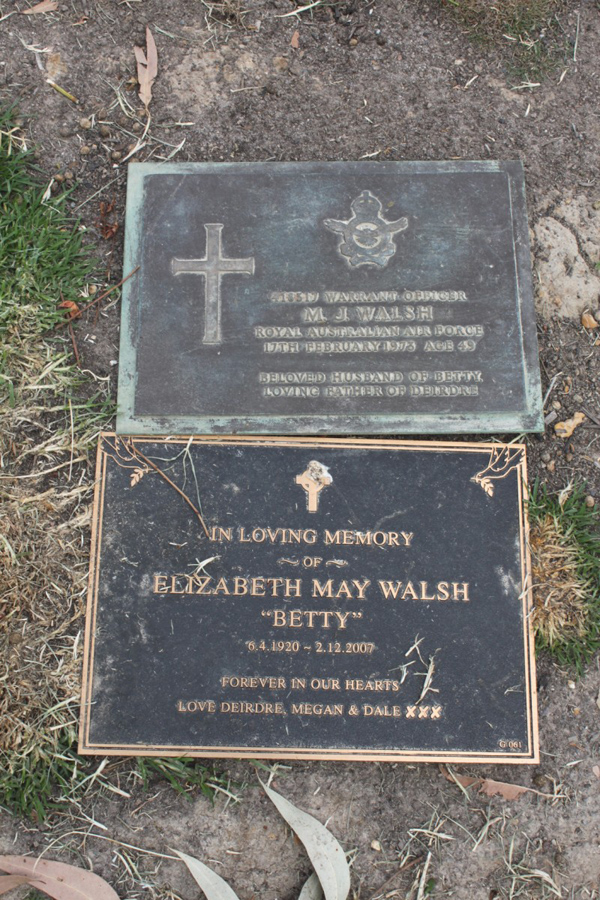 WARRANT OFFICER
M. J. WALSH
ROYAL AUSTRALIAN AIR FORCE
17TH FEBRUARY 1973 AGE 49
BELOVED HUSBAND OF BETTY
LOVING FATHER OF DEIRDRE
IN LOVING MEMORY
~ OF ~
ELIZABETH MAY WALSH
"BETTY"
6.4.1920 ~ 2.12.2007
FOREVER IN OUR HEARTS
LOVE DEIRDRE, MEGAN & DALE XXX
G 061